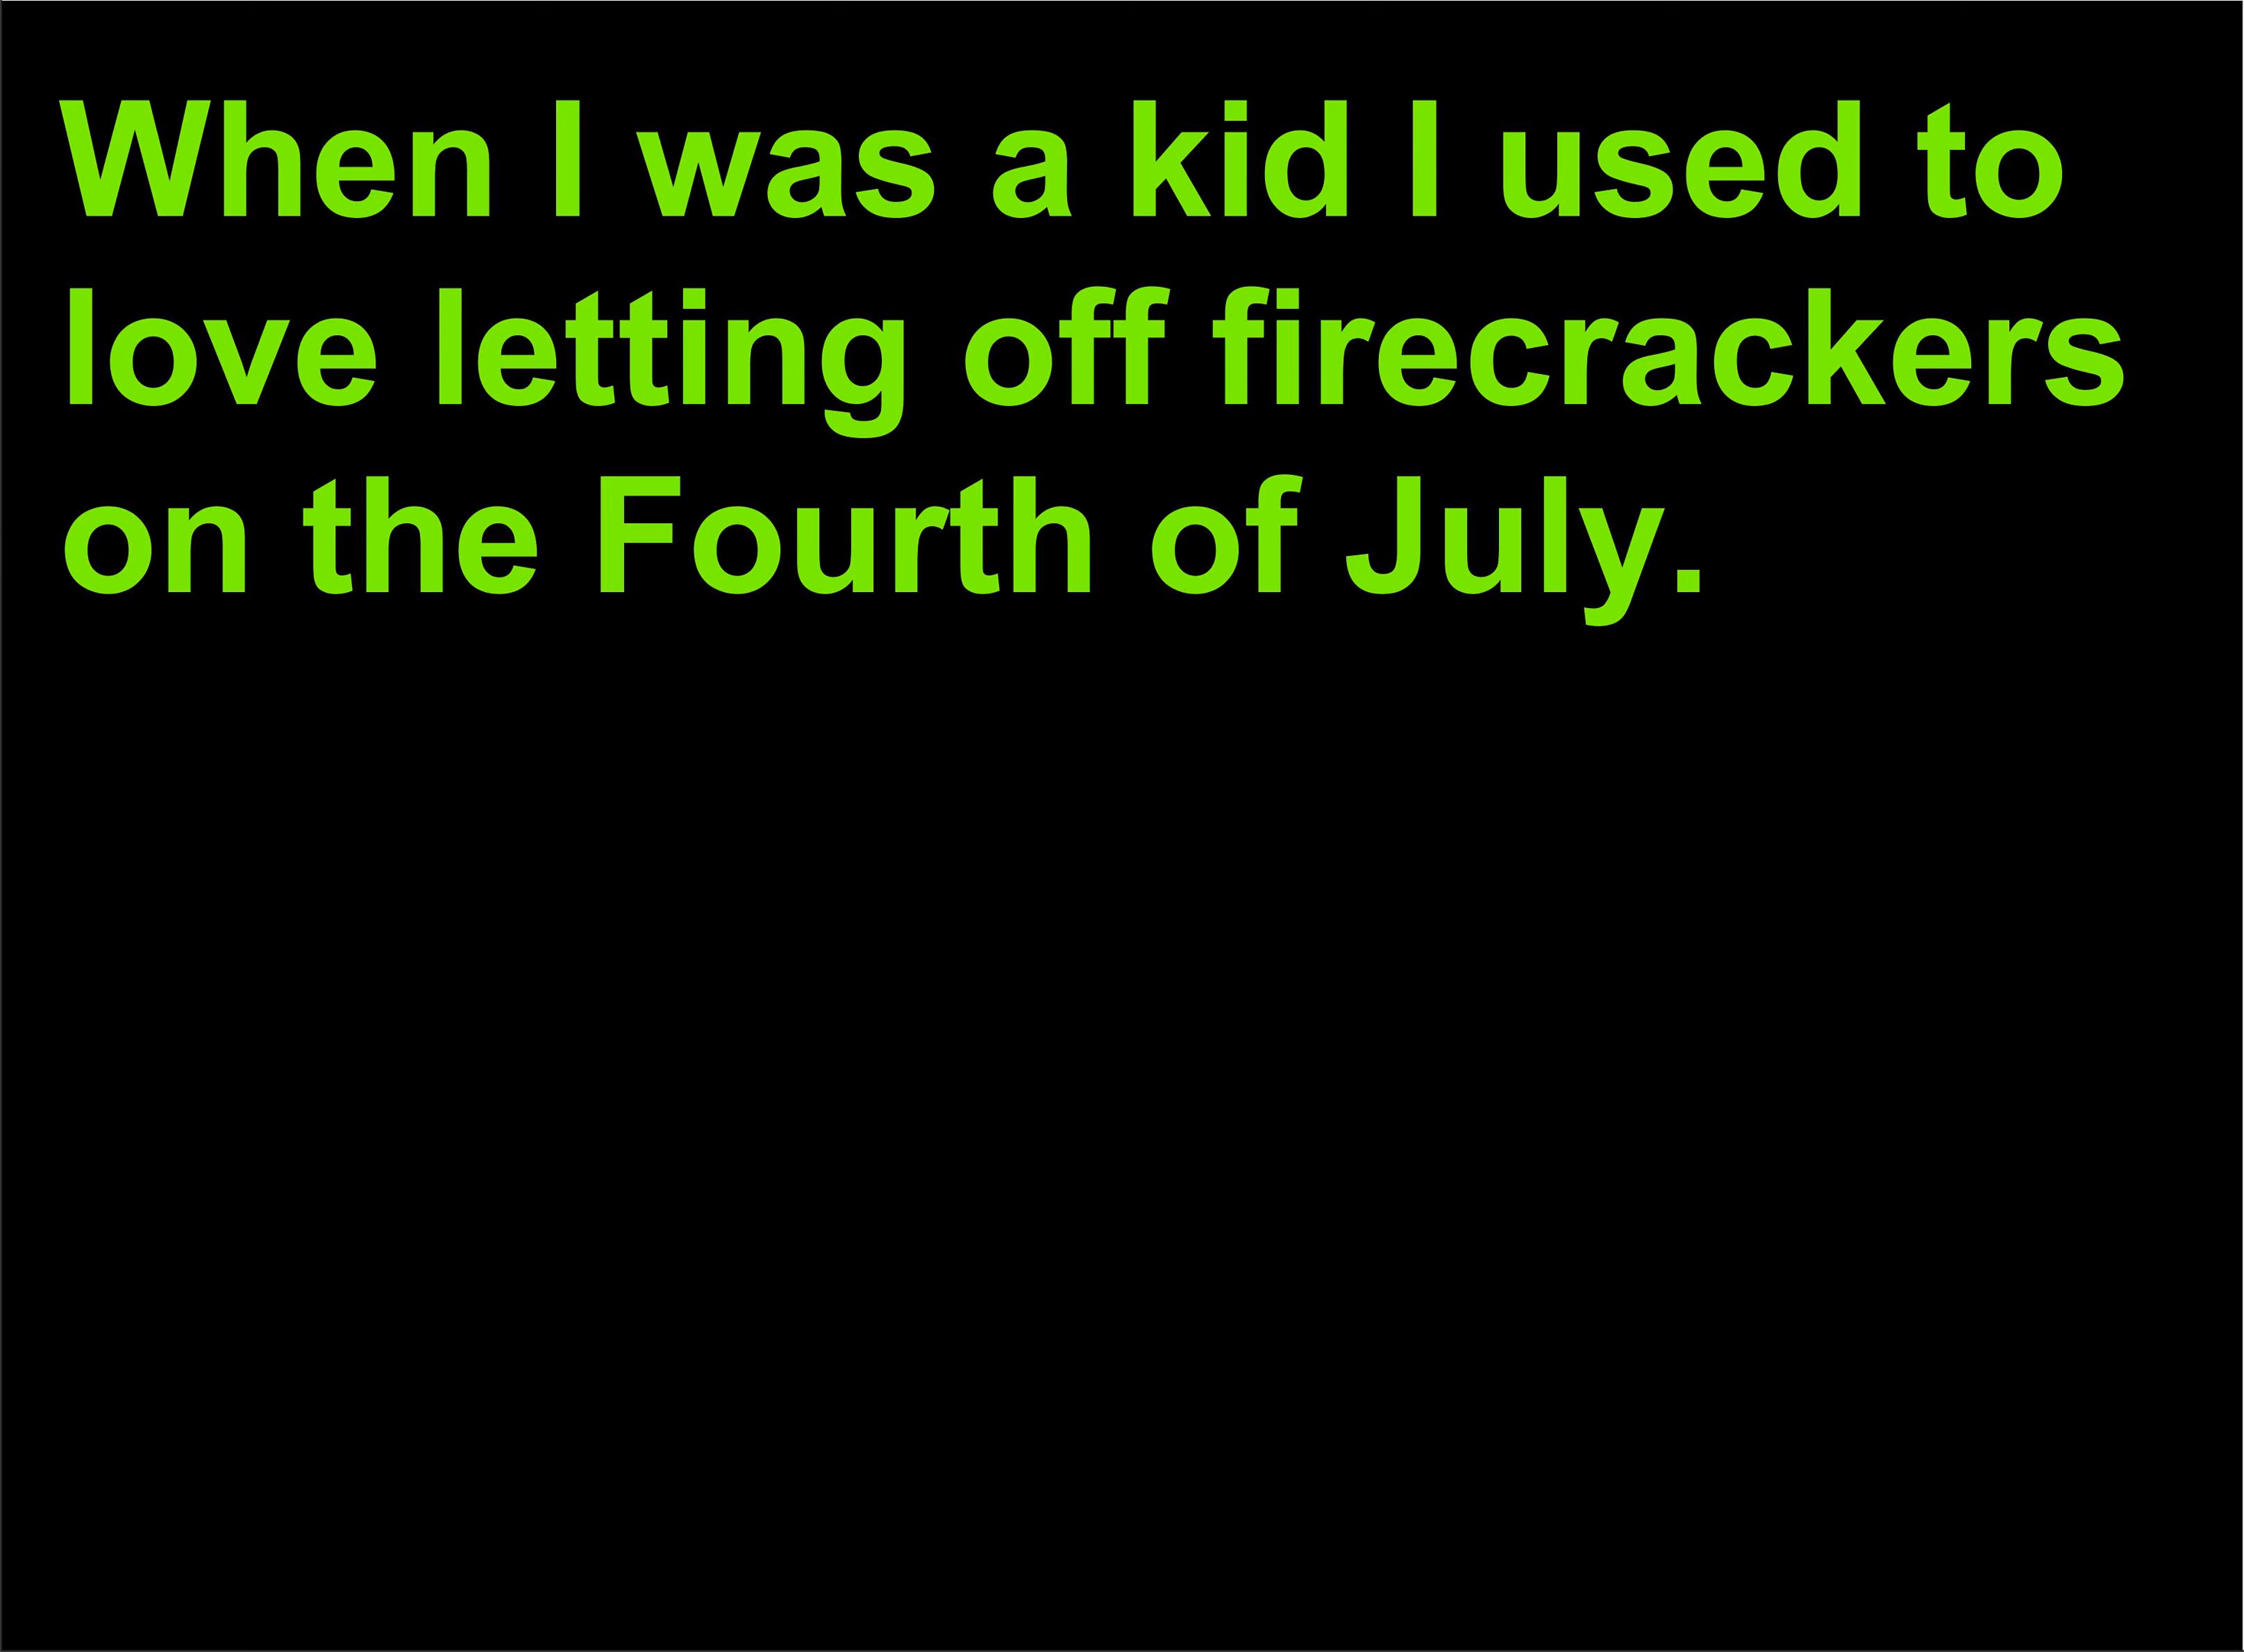 When I was a kid I used to
love letting off firecrackers
on the Fourth of July.